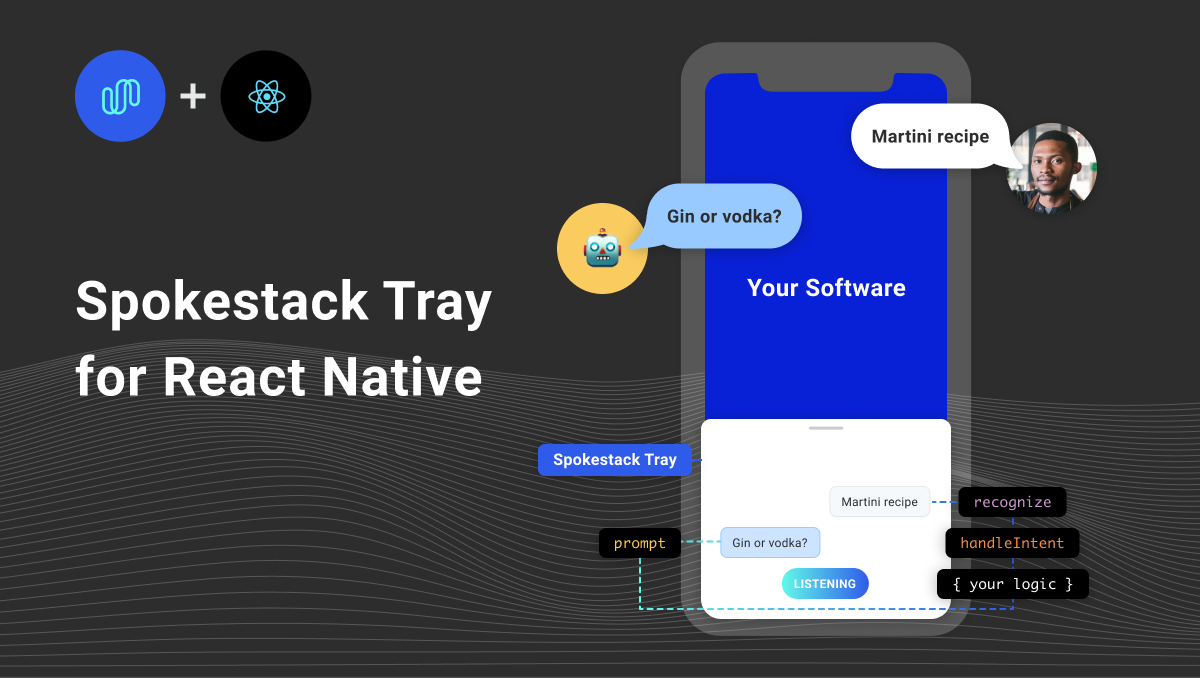 Spokestack Tray
for React Native
Martini recipe
Gin or vodka?
Your Software
Spokestack Tray
Martini recipe
recognize
prompt
Gin or vodka?
handleIntent
LISTENING
{ your logic }